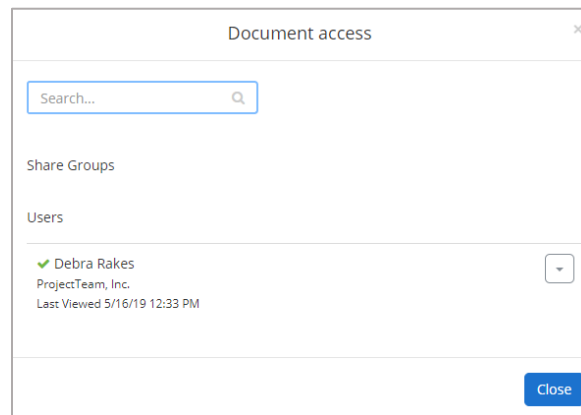 Document access
×
Search...
Share Groups
Users
Debra Rakes
ProjectTeam, Inc.
Last Viewed 5/16/19 12:33 PM
Close